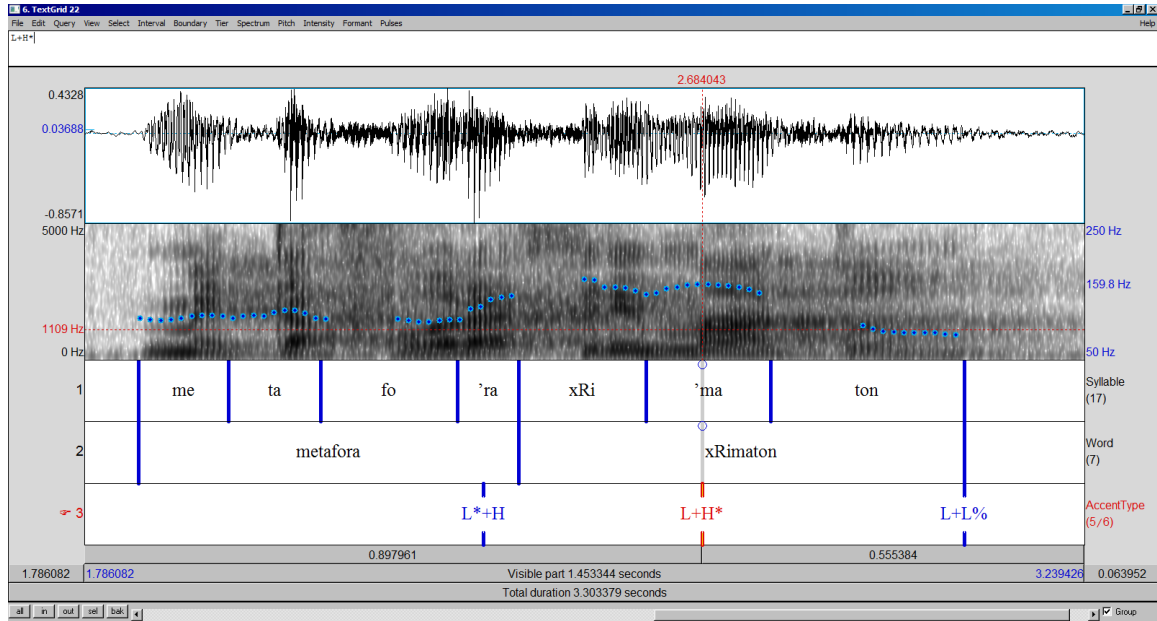 6. TextGrid 22
File Edit Query View Select Interval Boundary Tier Spectrum Pitch Intensity Formant Pulses Help
L+H*
2.684043
0.4328
0.03688
-0.8571
5000 Hz 250 Hz
159.8 Hz
1109 Hz
0 Hz 50 Hz
1 me ta fo ’ra xRi ’ma ton Syllable
(17)
2 metafora xRimaton Word
(7)
3 L*+H L+H* L+L% AccentType
(5/6)
0.897961 0.555384
1.786082 1.786082 Visible part 1.453344 seconds 3.239426 0.063952
Total duration 3.303379 seconds
all in out sel bak Group